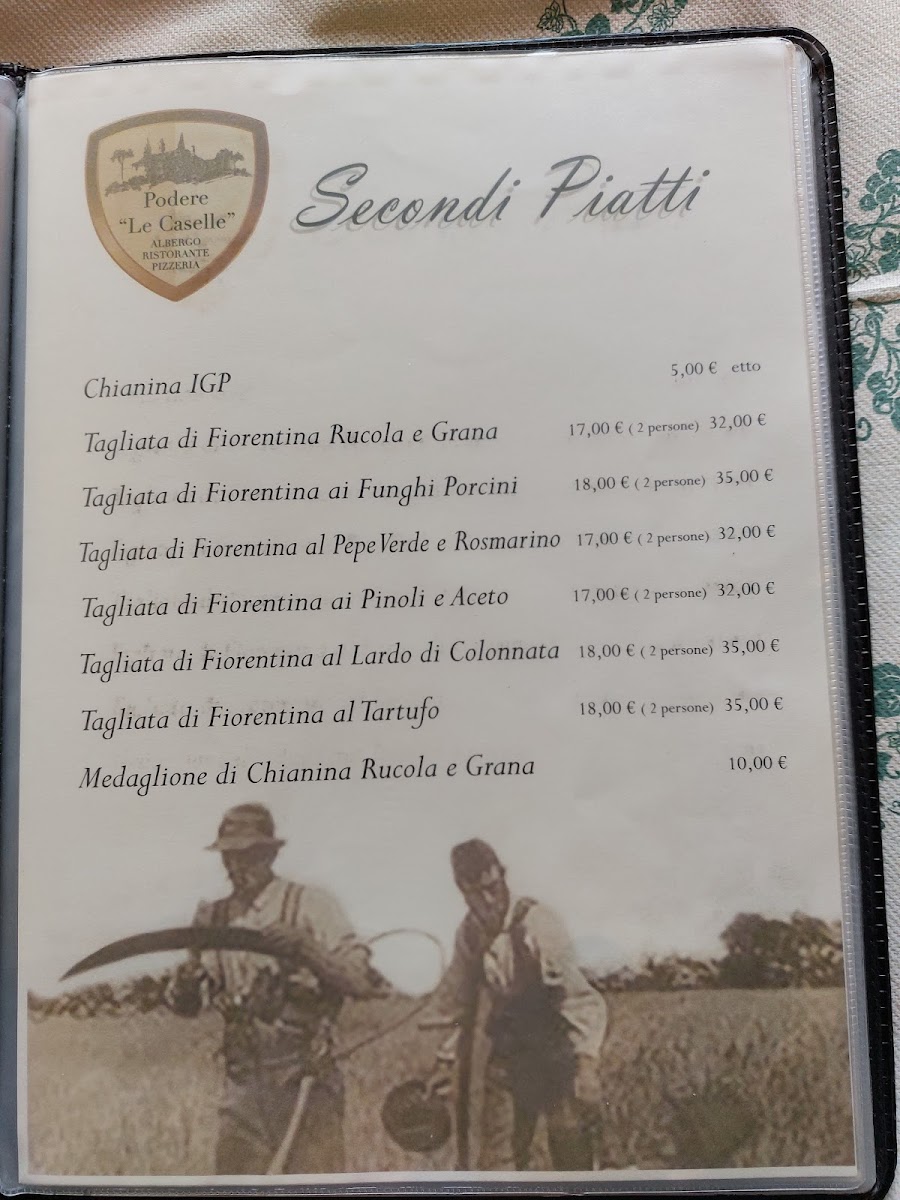 Podere
"Le Caselle"
ALBERGO
RISTORANTE
PIZZERIA
Secondi Piatti
Chianina IGP 5,00 € etto
Tagliata di Fiorentina Rucola e Grana 17,00 € ( 2 persone) 32,00 €
Tagliata di Fiorentina ai Funghi Porcini 18,00 € ( 2 persone) 35,00 €
Tagliata di Fiorentina al Pepe Verde e Rosmarino 17,00 € ( 2 persone) 32,00 €
Tagliata di Fiorentina ai Pinoli e Aceto 17,00 € ( 2 persone) 32,00 €
Tagliata di Fiorentina al Lardo di Colonnata 18,00 € ( 2 persone) 35,00 €
Tagliata di Fiorentina al Tartufo 18,00 € ( 2 persone) 35,00 €
Medaglione di Chianina Rucola e Grana 10,00 €